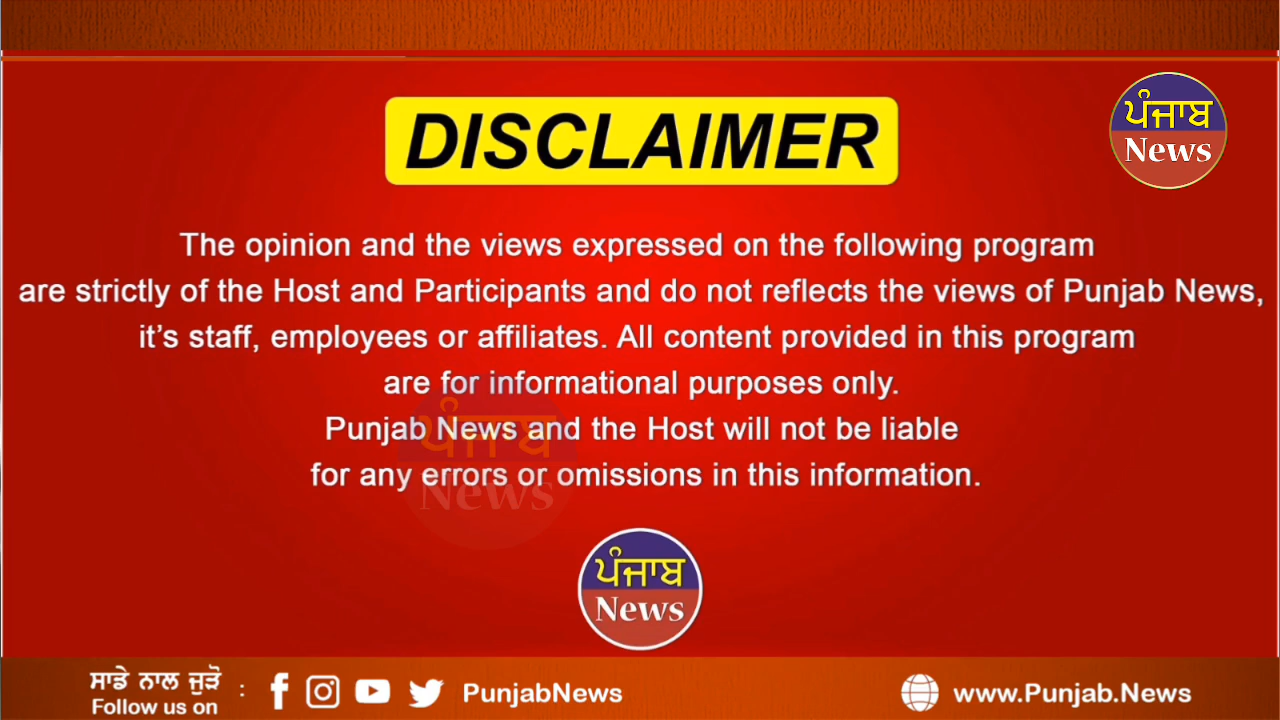 DISCLAIMER
ਪੰਜਾਬ
News
The opinion and the views expressed on the following program
are strictly of the Host and Participants and do not reflects the views of Punjab News,
it’s staff, employees or affiliates. All content provided in this program
are for informational purposes only.
Punjab News and the Host will not be liable
for any errors or omissions in this information.
ਪੰਜਾਬ
News
ਪੰਜਾਬ
News
ਸਾਡੇ ਨਾਲ ਜੁੜੋ
Follow us on : PunjabNews
www.Punjab.News